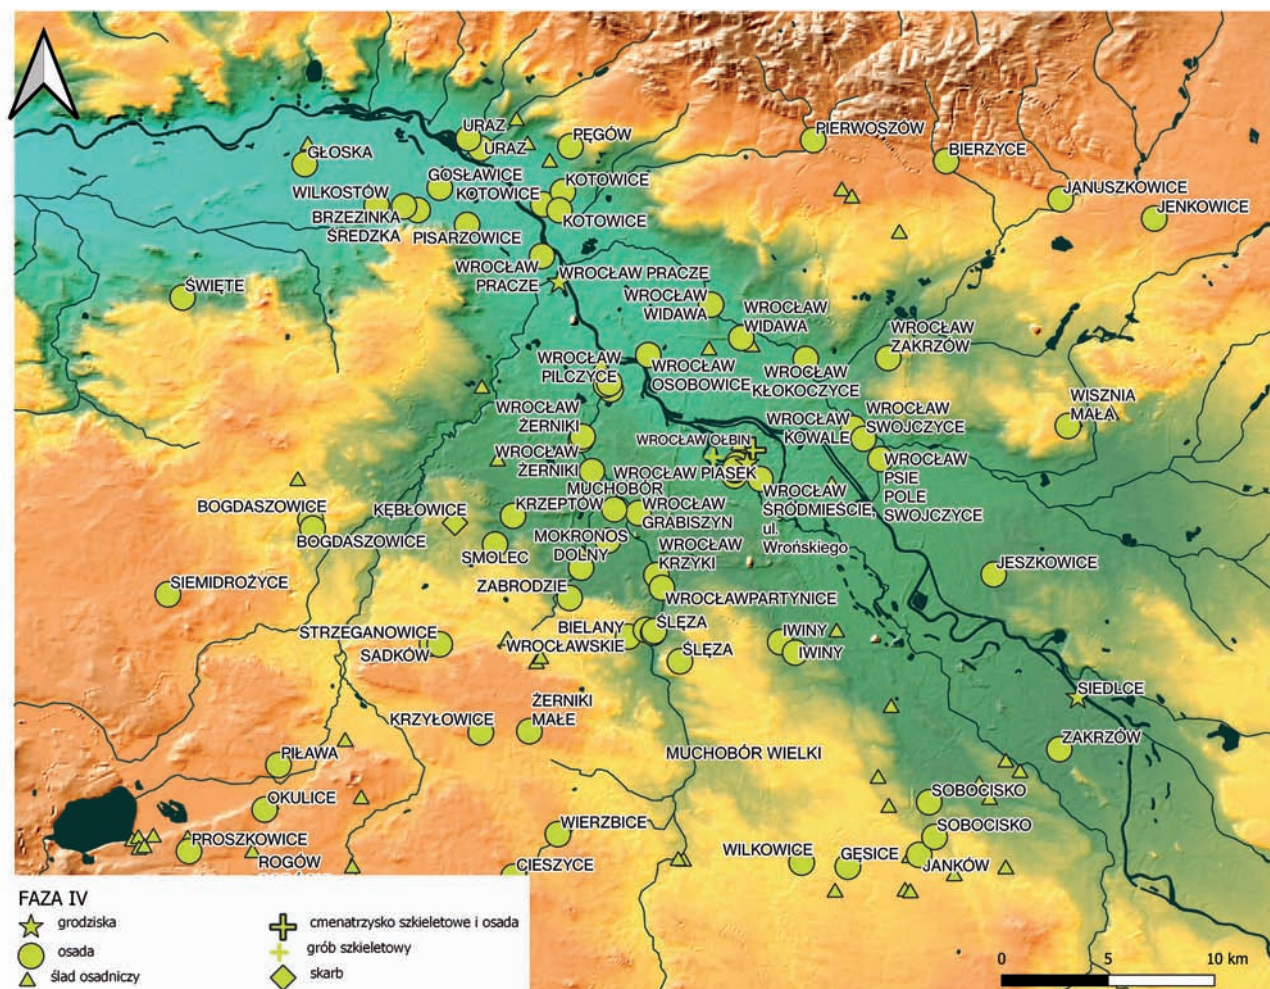 URAZ
URAZ
PĘGÓW
PIERWOSZÓW
BIERZYCE
GŁOSKA
GOSŁAWICE
KOTOWICE
KOTOWICE
KOTOWICE
WILKOSTÓW
BRZEZINKA
ŚREDZKA
PISARZOWICE
JANUSZKOWICE
JENKOWICE
WROCŁAW
PRACZE
WROCŁAW PRACZE
ŚWIĘTE
WROCŁAW
WIDAWA
WROCŁAW
WIDAWA
WROCŁAW
ZAKRZÓW
WROCŁAW
PILCZYCE
WROCŁAW
OSOBOWICE
WROCŁAW
KŁOKOCZYCE
WISZNIA
MAŁA
WROCŁAW
ŻERNIKI
WROCŁAW
KOWALE
WROCŁAW
SWOJCZYCE
WROCŁAW OŁBIN
WROCŁAW
ŻERNIKI
WROCŁAW PIASEK
WROCŁAW
PSIE
POLE
SWOJCZYCE
MUCHOBÓR
WROCŁAW
ŚRÓDMIEŚCIE,
ul.
Wrońskiego
BOGDASZOWICE
BOGDASZOWICE
KĘBŁOWICE
KRZEPTÓW
WROCŁAW
GRABISZYN
MOKRONOS
DOLNY
SMOLEC
WROCŁAW
KRZYKI
JESZKOWICE
SIEMIDROŻYCE
ZABRODZIE
WROCŁAWPARTYNICE
STRZEGANOWICE
SADKÓW
BIELANY
WROCŁAWSKIE
ŚLĘZA
ŚLĘZA
IWINY
IWINY
SIEDLCE
KRZYŁOWICE
ŻERNIKI
MAŁE
MUCHOBÓR WIELKI
ZAKRZÓW
PIŁAWA
OKULICE
SOBOCISKO
SOBOCISKO
PROSZKOWICE
ROGÓW
WIERZBICE
CIESZYCE
WILKOWICE
GĘSICE
JANKÓW
FAZA IV
grodziska
osada
ślad osadniczy
cmenatrzysko szkieletowe i osada
grób szkieletowy
skarb
0 5 10 km